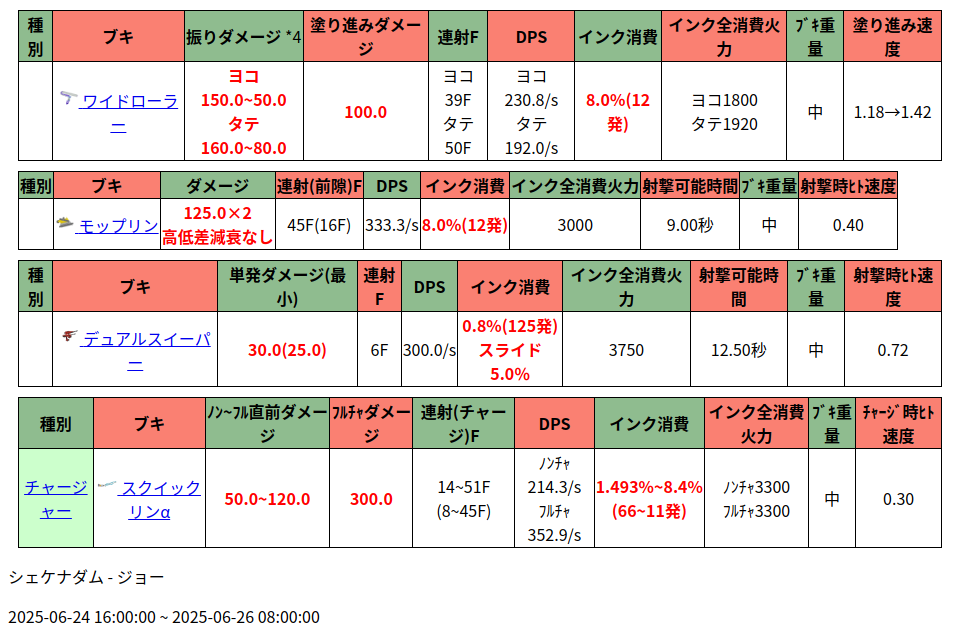 種別 ブキ 振りダメージ *4 塗り進みダメージ 連射F DPS インク消費 インク全消費火力 ﾌﾞｷ重量 塗り進み速度
ワイドローラー ヨコ 150.0~50.0 タテ 160.0~80.0 100.0 ヨコ 39F タテ 50F ヨコ 230.8/s タテ 192.0/s 8.0%(12発) ヨコ1800 タテ1920 中 1.18→1.42
種別 ブキ ダメージ 連射(前隙)F DPS インク消費 インク全消費火力 射撃可能時間 ﾌﾞｷ重量 射撃時ﾋﾄ速度
モップリン 125.0×2 高低差減衰なし 45F(16F) 333.3/s 8.0%(12発) 3000 9.00秒 中 0.40
種別 ブキ 単発ダメージ(最小) 連射F DPS インク消費 インク全消費火力 射撃可能時間 ﾌﾞｷ重量 射撃時ﾋﾄ速度
デュアルスイーパー 30.0(25.0) 6F 300.0/s 0.8%(125発) スライド 5.0% 3750 12.50秒 中 0.72
種別 ブキ ﾉﾝ~ﾌﾙ直前ダメージ ﾌﾙﾁｬダメージ 連射(チャージ)F DPS インク消費 インク全消費火力 ﾌﾞｷ重量 ﾁｬｰｼﾞ時ﾋﾄ速度
チャージャー スクイックリンα 50.0~120.0 300.0 14~51F (8~45F) ﾉﾝﾁｬ 214.3/s ﾌﾙﾁｬ 352.9/s 1.493%~8.4% (66~11発) ﾉﾝﾁｬ3300 ﾌﾙﾁｬ3300 中 0.30
シェケナダム - ジョー
2025-06-24 16:00:00 ~ 2025-06-26 08:00:00